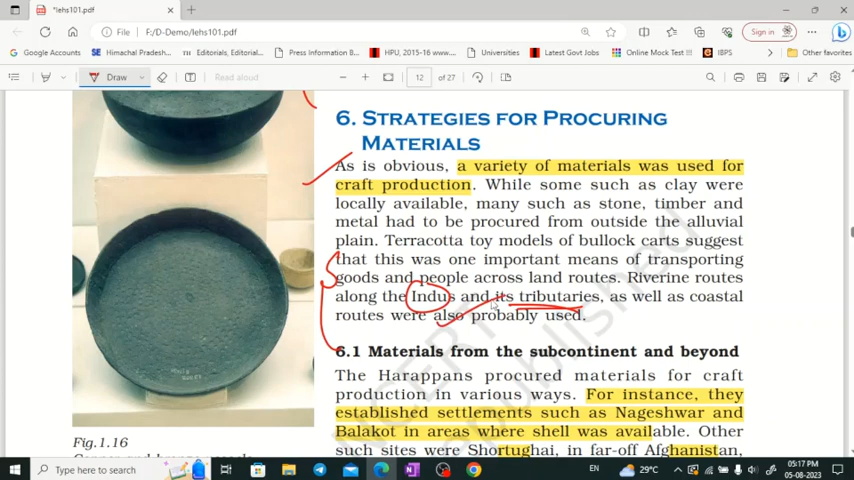 *lehs101.pdf
File
F:/D-Demo/lehs101.pdf
Sign in
Google
Himachal Pradesh...
Editorials, Editorial...
Press Information B...
HPU, 2015-16 www....
Universities
Latest Govt Jobs
Online Mock Test !!!
IBPS
Other favorites
Draw
Read aloud
12 of 27
6. STRATEGIES FOR PROCURING
MATERIALS
As is obvious, a variety of materials was used for
craft production. While some such as clay were
locally available, many such as stone, timber and
metal had to be procured from outside the alluvial
plain. Terracotta toy models of bullock carts suggest
that this was one important means of transporting
goods and people across land routes. Riverine routes
along the Indus and its tributaries, as well as coastal
routes were also probably used.
6.1 Materials from the subcontinent and beyond
The Harappans procured materials for craft
production in various ways. For instance, they
established settlements such as Nageshwar and
Balakot in areas where shell was available. Other
such sites were Shortughai, in far-off Afghanistan,
Fig.1.16
Copper and bronze vessels
Type here to search
29°C
EN
05:17 PM
05-08-2023